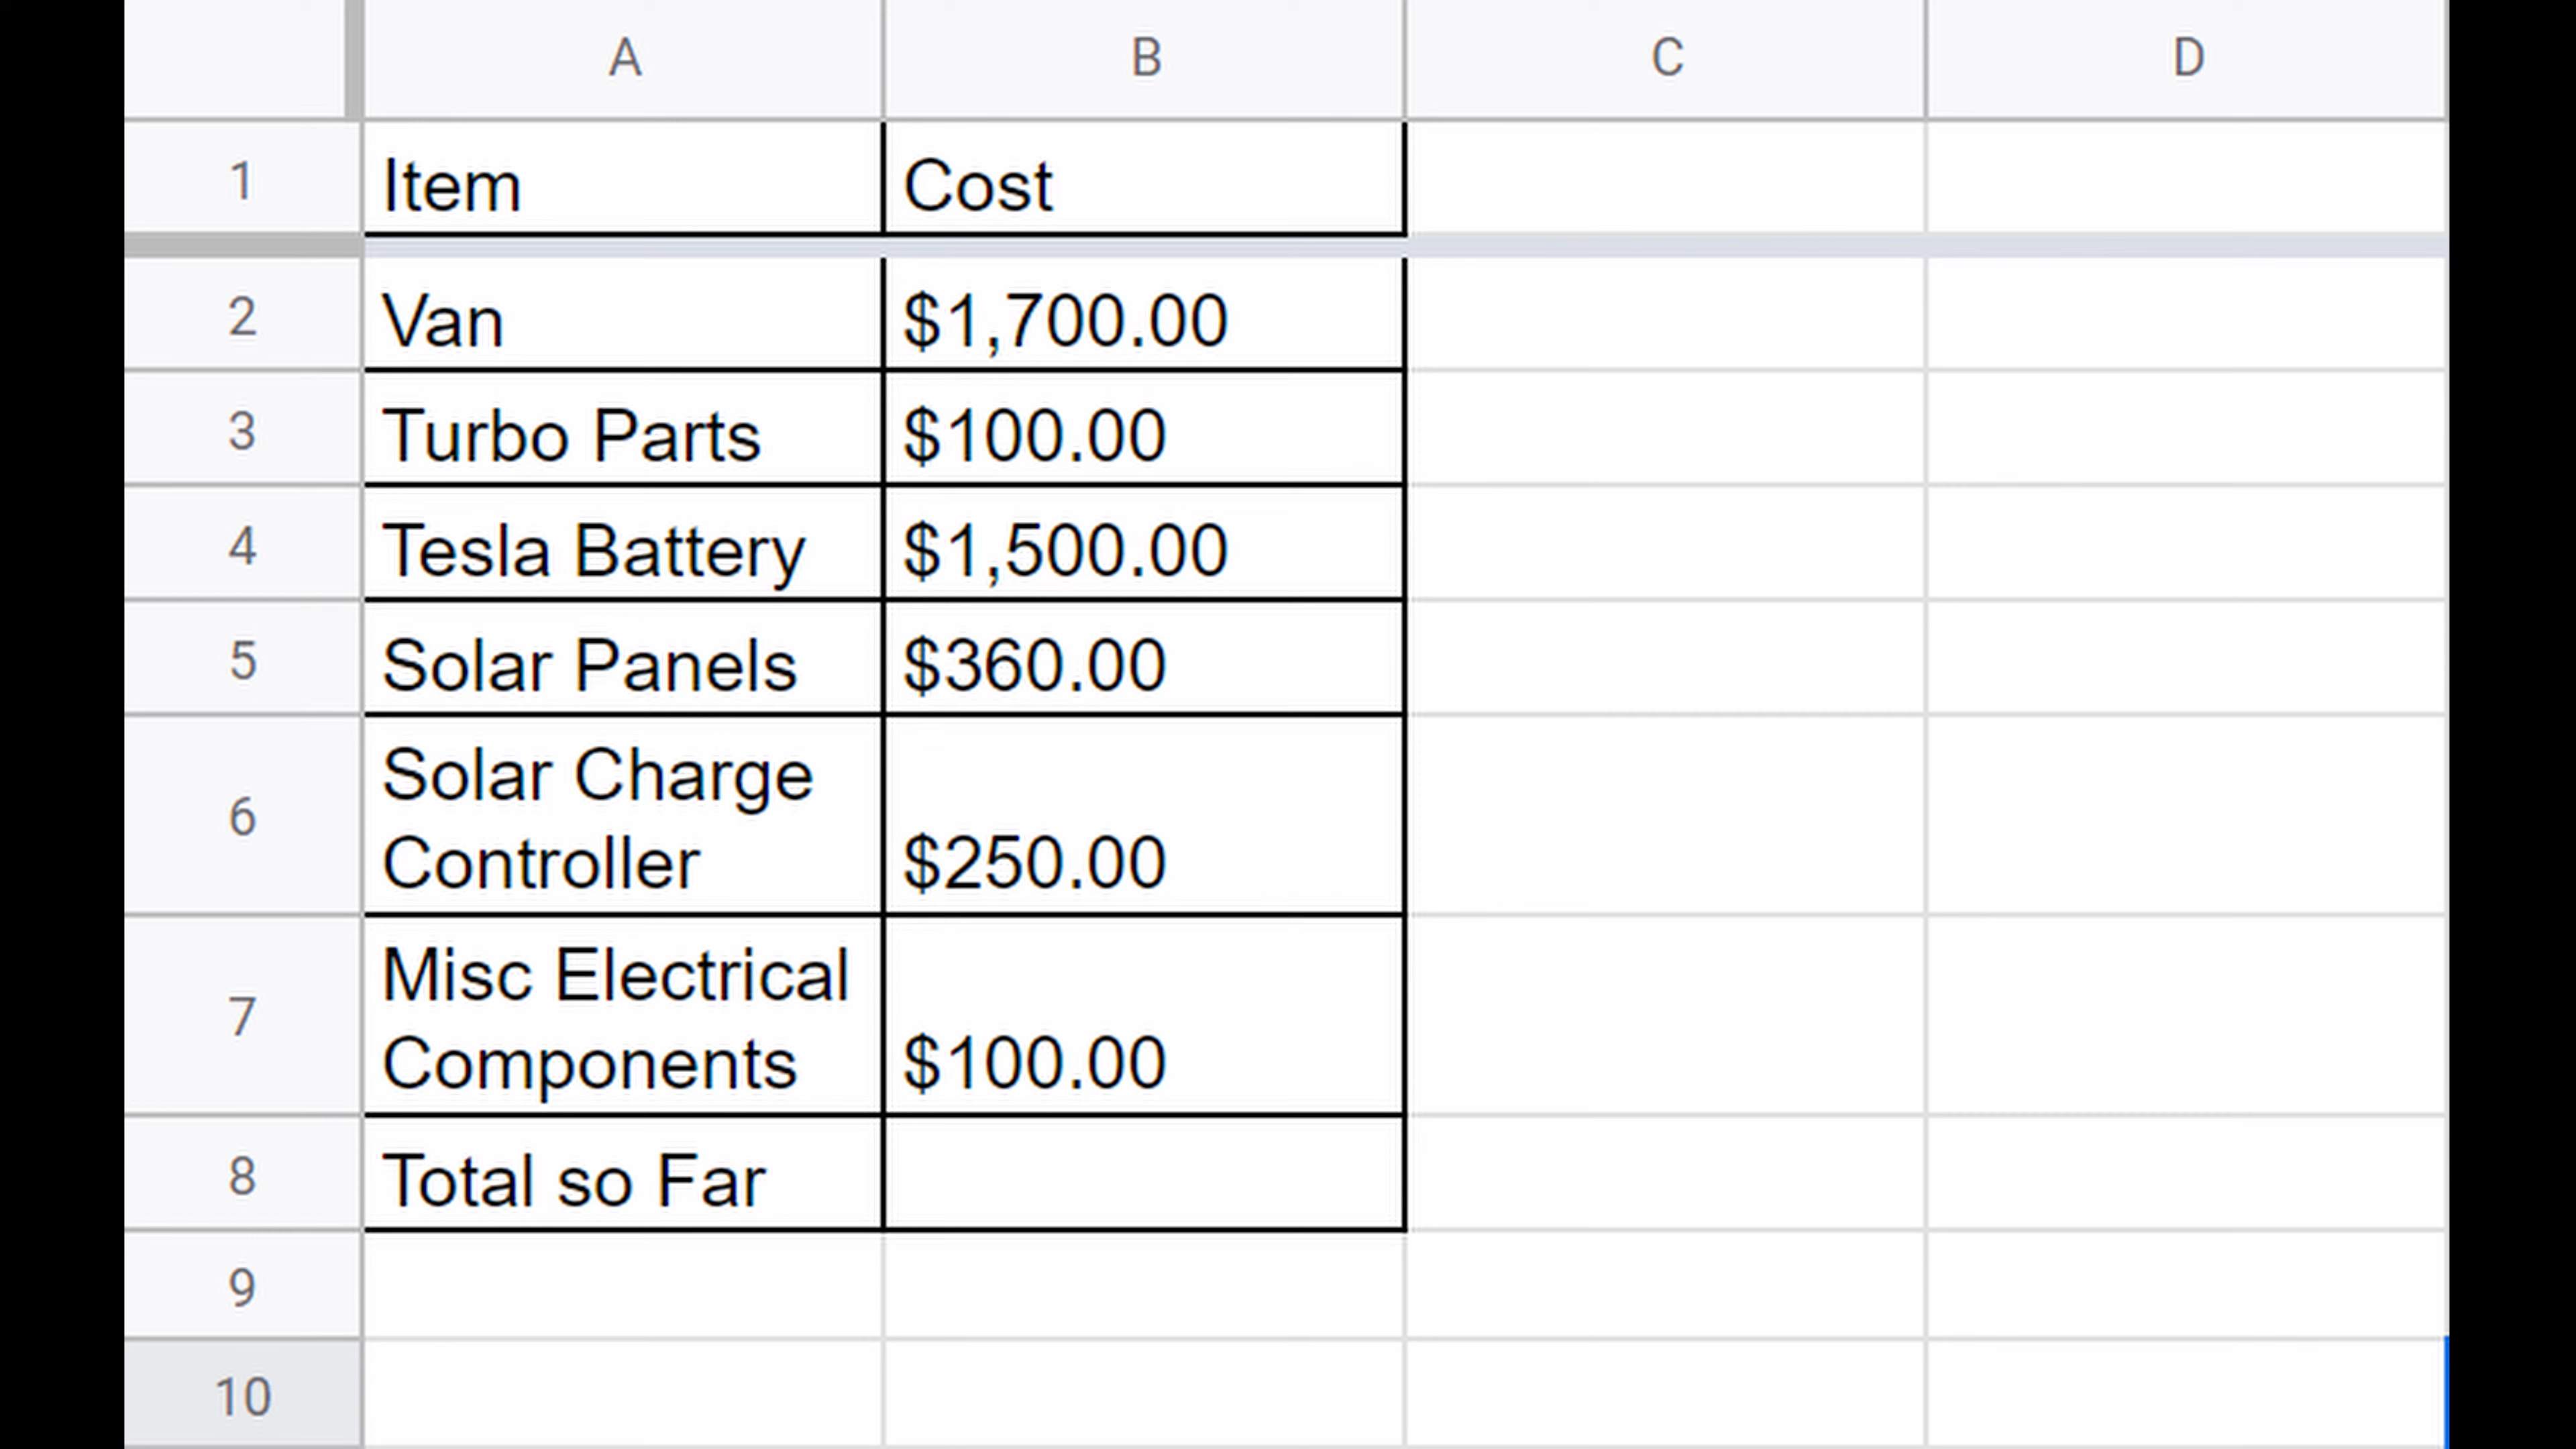 A B C D
1 Item Cost
2 Van $1,700.00
3 Turbo Parts $100.00
4 Tesla Battery $1,500.00
5 Solar Panels $360.00
Solar Charge
6 Controller $250.00
Misc Electrical
7 Components $100.00
8 Total so Far
9
10